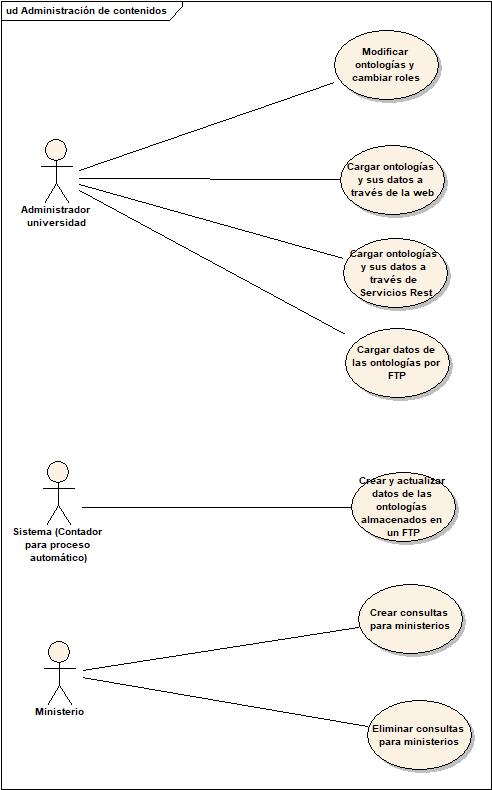 ud Administración de contenidos
Modificar
ontologías y
cambiar roles
Administrador
universidad
Cargar ontologías
y sus datos a
través de la web
Cargar ontologías
y sus datos a
través de
Servicios Rest
Cargar datos de
las ontologías por
FTP
Sistema (Contador
para proceso
automático)
Crear y actualizar
datos de las
ontologías
almacenados en
un FTP
Ministerio
Crear consultas
para ministerios
Eliminar consultas
para ministerios